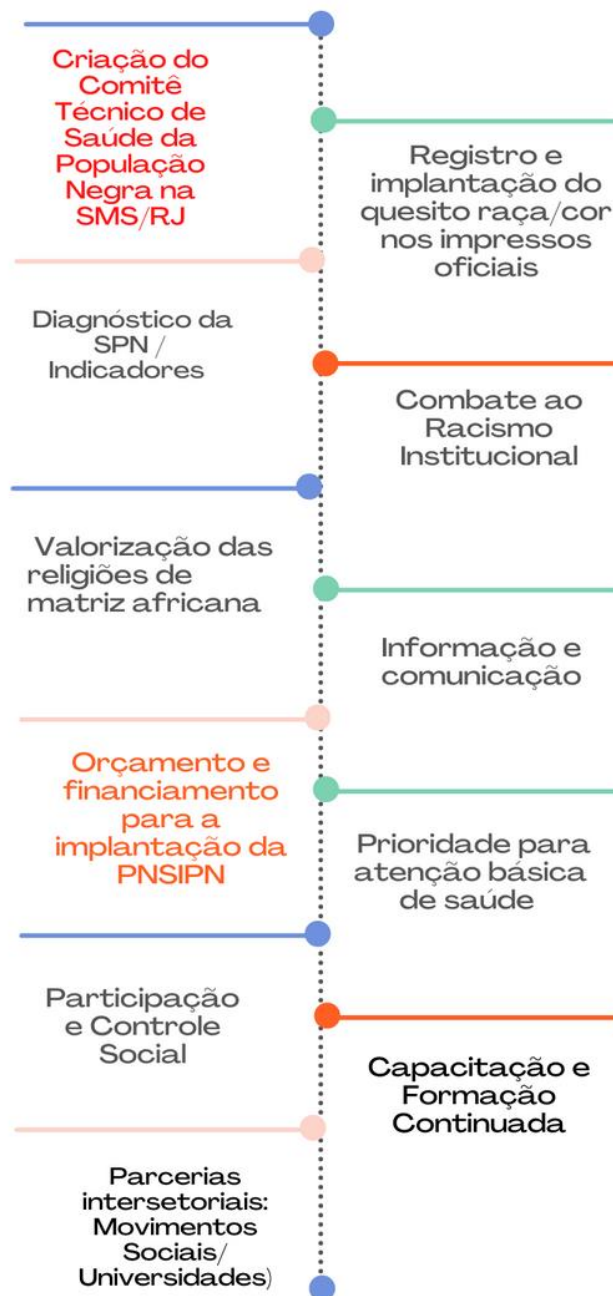 Criação do
Comitê
Técnico de
Saúde da
População
Negra na
SMS/RJ
Registro e
implantação do
quesito raça/cor
nos impressos
oficiais
Diagnóstico da
SPN /
Indicadores
Combate ao
Racismo
Institucional
Valorização das
religiões de
matriz africana
Informação e
comunicação
Orçamento e
financiamento
para a
implantação da
PNSIPN
Prioridade para
atenção básica
de saúde
Participação
e Controle
Social
Capacitação e
Formação
Continuada
Parcerias
intersetoriais:
Movimentos
Sociais/
Universidades)